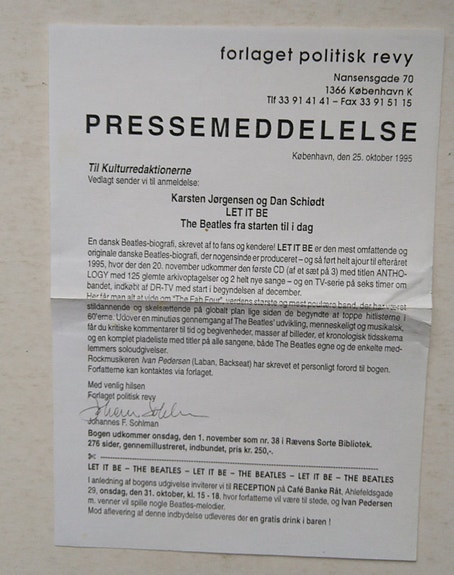 forlaget politisk revy
Nansensgade 70
1366 København K
Tlf 33 91 41 41 – Fax 33 91 51 15
PRESSEMEDDELELSE
København, den 25. oktober 1995
Til Kulturredaktionerne
Vedlagt sender vi til anmeldelse:
Karsten Jørgensen og Dan Schiødt
LET IT BE
The Beatles fra starten til i dag
En dansk Beatles-biografi, skrevet af to fans og kendere! LET IT BE er den mest omfattende og
originale danske Beatles-biografi, der nogensinde er produceret – og så ført helt ajour til efteråret
1995, hvor der den 20. november udkommer den første CD (af et sæt på 3) med titlen ANTHO-
LOGY med 125 glemte arkivoptagelser og 2 helt nye sange – og en TV-serie på seks timer om
bandet, indkøbt af DR-TV med start i begyndelsen af december.
Her får man alt at vide om "The Fab Four", verdens største og mest populære band, der har været
stildannende og skelsættende på globalt plan lige siden de begyndte at toppe hitlisterne i
60'erne. Udover en minutiøs gennemgang af The Beatles' udvikling, menneskeligt og musikalsk,
får du kritiske kommentarer til tid og begivenheder, masser af billeder, et kronologisk tidsskema
og en komplet pladeliste med titler på alle sangene, både The Beatles egne og de enkelte med-
lemmers soloudgivelser.
Rockmusikeren Ivan Pedersen (Laban, Backseat) har skrevet et personligt forord til bogen.
Forfatterne kan kontaktes via forlaget.
Med venlig hilsen
Forlaget politisk revy
Johannes F. Sohlman
Bogen udkommer onsdag, den 1. november som nr. 38 i Rævens Sorte Bibliotek.
276 sider, gennemillustreret, indbundet, pris kr. 250,-.
LET IT BE – THE BEATLES – LET IT BE – THE BEATLES – LET IT BE – THE BEATLES
I anledning af bogens udgivelse inviterer vi til RECEPTION på Café Banke Råt, Ahlefeldsgade
29, onsdag, den 31. oktober, kl. 15 - 18, hvor forfatterne vil være til stede, og Ivan Pedersen
m. venner vil spille nogle Beatles-melodier.
Mod aflevering af denne indbydelse udleveres der en gratis drink i baren !